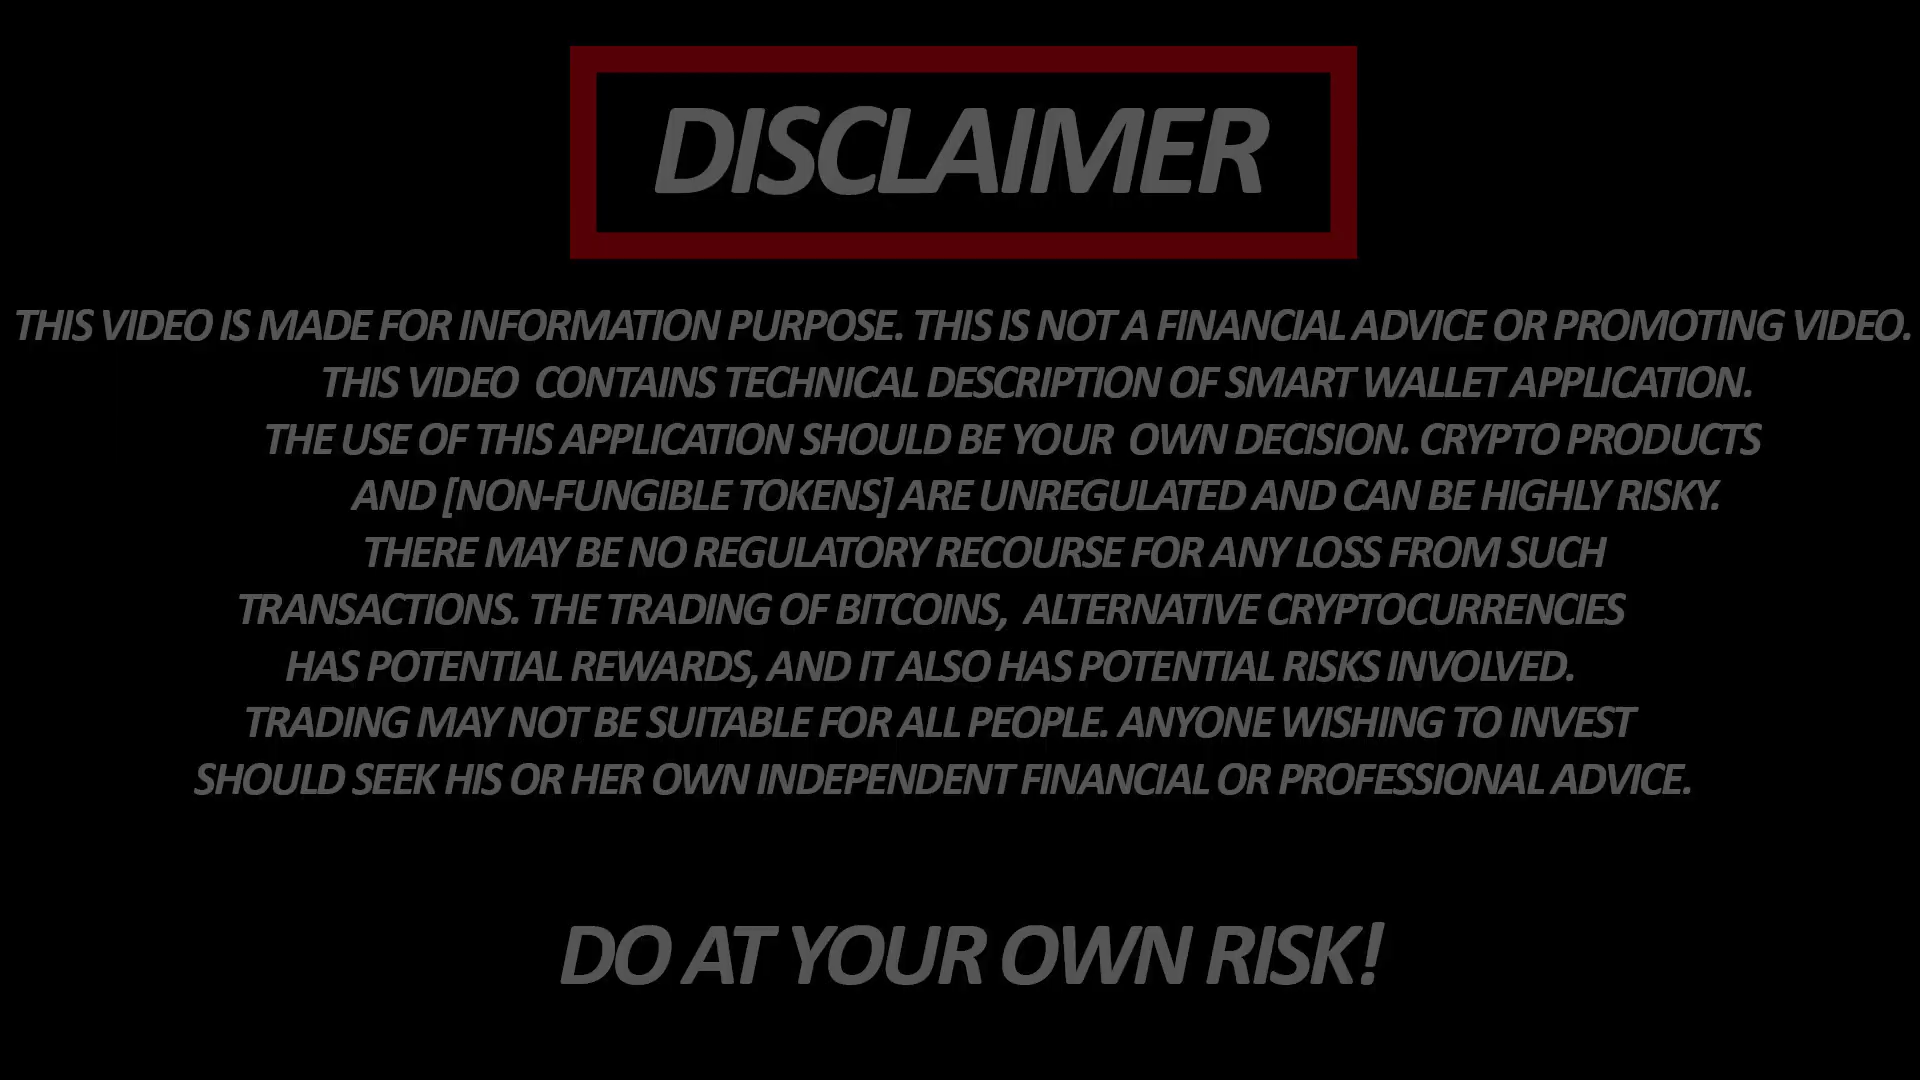 DISCLAIMER
THIS VIDEO IS MADE FOR INFORMATION PURPOSE. THIS IS NOT A FINANCIAL ADVICE OR PROMOTING VIDEO.
THIS VIDEO CONTAINS TECHNICAL DESCRIPTION OF SMART WALLET APPLICATION.
THE USE OF THIS APPLICATION SHOULD BE YOUR OWN DECISION. CRYPTO PRODUCTS
AND [NON-FUNGIBLE TOKENS] ARE UNREGULATED AND CAN BE HIGHLY RISKY.
THERE MAY BE NO REGULATORY RECOURSE FOR ANY LOSS FROM SUCH
TRANSACTIONS. THE TRADING OF BITCOINS, ALTERNATIVE CRYPTOCURRENCIES
HAS POTENTIAL REWARDS, AND IT ALSO HAS POTENTIAL RISKS INVOLVED.
TRADING MAY NOT BE SUITABLE FOR ALL PEOPLE. ANYONE WISHING TO INVEST
SHOULD SEEK HIS OR HER OWN INDEPENDENT FINANCIAL OR PROFESSIONAL ADVICE.
DO AT YOUR OWN RISK!